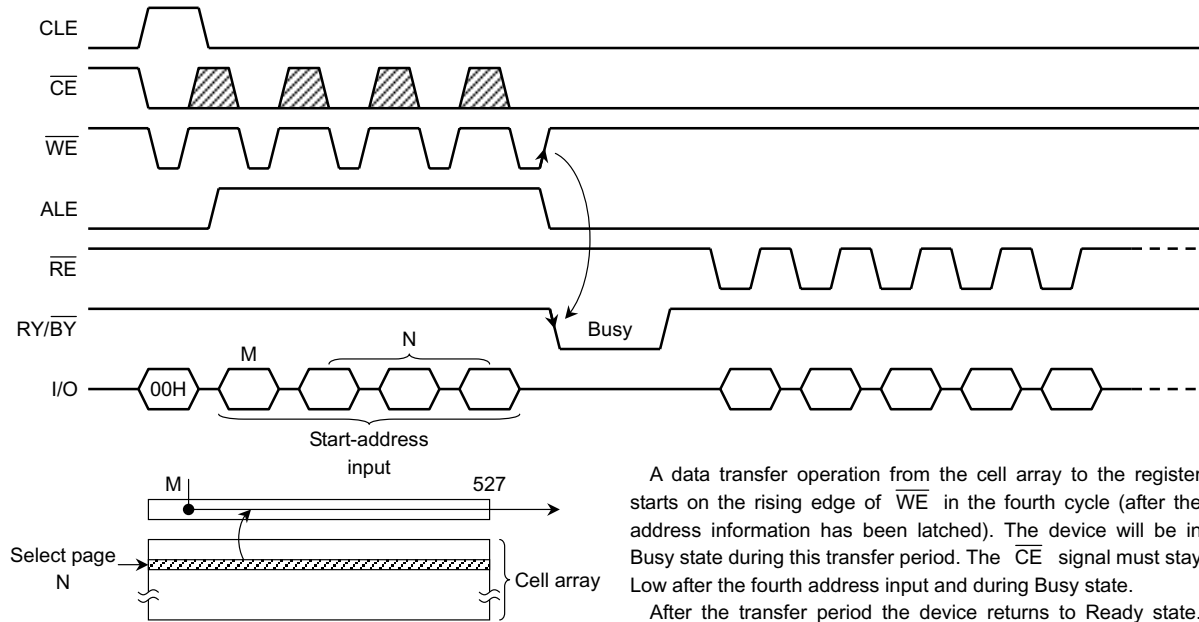 CLE
CE
WE
ALE
RE
RY/BY
Busy
M
N
I/O
00H
Start-address
input
M
527
Select page
N
Cell array
A data transfer operation from the cell array to the register
starts on the rising edge of WE in the fourth cycle (after the
address information has been latched). The device will be in
Busy state during this transfer period. The CE signal must stay
Low after the fourth address input and during Busy state.
After the transfer period the device returns to Ready state.